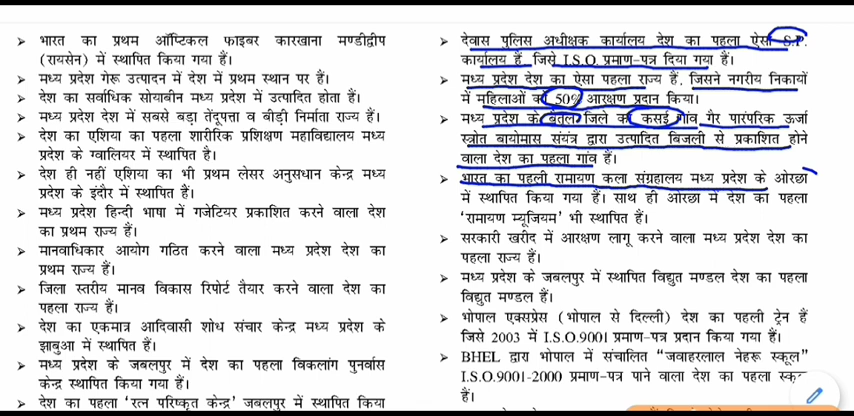 भारत का प्रथम ऑप्टिकल फाइबर कारखाना मण्डीद्वीप
(रायसेन) में स्थापित किया गया हैं।
मध्य प्रदेश गेरू उत्पादन में देश में प्रथम स्थान पर हैं।
देश का सर्वाधिक सोयाबीन मध्य प्रदेश में उत्पादित होता हैं।
मध्य प्रदेश देश में सबसे बड़ा तेंदूपत्ता व बीड़ी निर्माता राज्य हैं।
देश का एशिया का पहला शारीरिक प्रशिक्षण महाविद्यालय मध्य
प्रदेश के ग्वालियर में स्थापित है।
देश ही नहीं एशिया का भी प्रथम लेसर अनुसधान केन्द्र मध्य
प्रदेश के इंदौर में स्थापित हैं।
मध्य प्रदेश हिन्दी भाषा में गजेटियर प्रकाशित करने वाला देश
का प्रथम राज्य हैं।
मानवाधिकार आयोग गठित करने वाला मध्य प्रदेश देश का
प्रथम राज्य हैं।
जिला स्तरीय मानव विकास रिपोर्ट तैयार करने वाला देश का
पहला राज्य हैं।
देश का एकमात्र आदिवासी शोध संचार केन्द्र मध्य प्रदेश के
झाबुआ में स्थापित हैं।
मध्य प्रदेश के जबलपुर में देश का पहला विकलांग पुनर्वास
केन्द्र स्थापित किया गया हैं।
देश का पहला ‘रत्न परिष्कृत केन्द्र’ जबलपुर में स्थापित किया
देवास पुलिस अधीक्षक कार्यालय देश का पहला ऐसा S.P.
कार्यालय हैं जिसे I.S.O. प्रमाण-पत्र दिया गया हैं।
मध्य प्रदेश देश का ऐसा पहला राज्य हैं, जिसने नगरीय निकायों
में महिलाओं को 50% आरक्षण प्रदान किया।
मध्य प्रदेश के बैतूल जिले का कसई गांव गैर पारंपरिक ऊर्जा
स्त्रोत बायोमास संयंत्र द्वारा उत्पादित बिजली से प्रकाशित होने
वाला देश का पहला गांव हैं।
भारत का पहली रामायण कला संग्रहालय मध्य प्रदेश के ओरछा
में स्थापित किया गया हैं। साथ ही ओरछा में देश का पहला
‘रामायण म्यूजियम’ भी स्थापित हैं।
सरकारी खरीद में आरक्षण लागू करने वाला मध्य प्रदेश देश का
पहला राज्य हैं।
मध्य प्रदेश के जबलपुर में स्थापित विद्युत मण्डल देश का पहला
विद्युत मण्डल हैं।
भोपाल एक्सप्रेस (भोपाल से दिल्ली) देश का पहली ट्रेन हैं
जिसे 2003 में I.S.O.9001 प्रमाण-पत्र प्रदान किया गया हैं।
BHEL द्वारा भोपाल में संचालित “जवाहरलाल नेहरू स्कूल”
I.S.O.9001-2000 प्रमाण-पत्र पाने वाला देश का पहला
हैं।